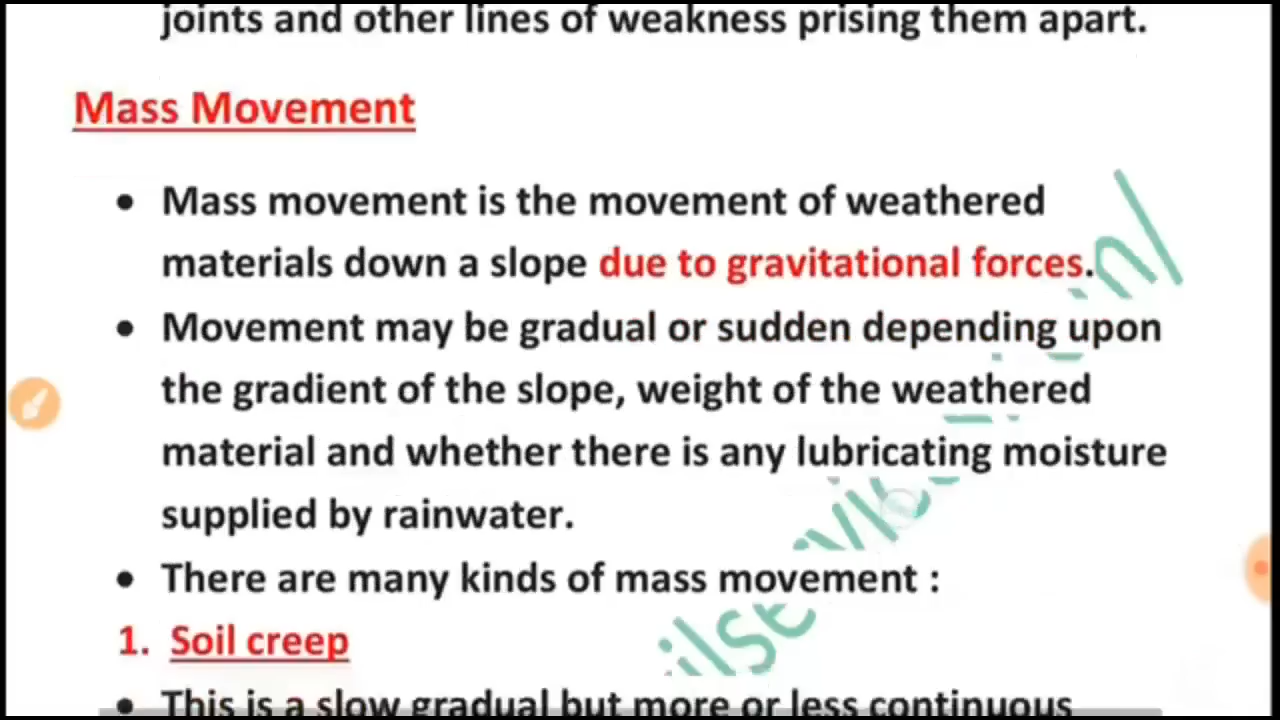 joints and other lines of weakness prising them apart.
Mass Movement
• Mass movement is the movement of weathered
materials down a slope due to gravitational forces.
• Movement may be gradual or sudden depending upon
the gradient of the slope, weight of the weathered
material and whether there is any lubricating moisture
supplied by rainwater.
• There are many kinds of mass movement :
1. Soil creep
• This is a slow gradual but more or less continuous